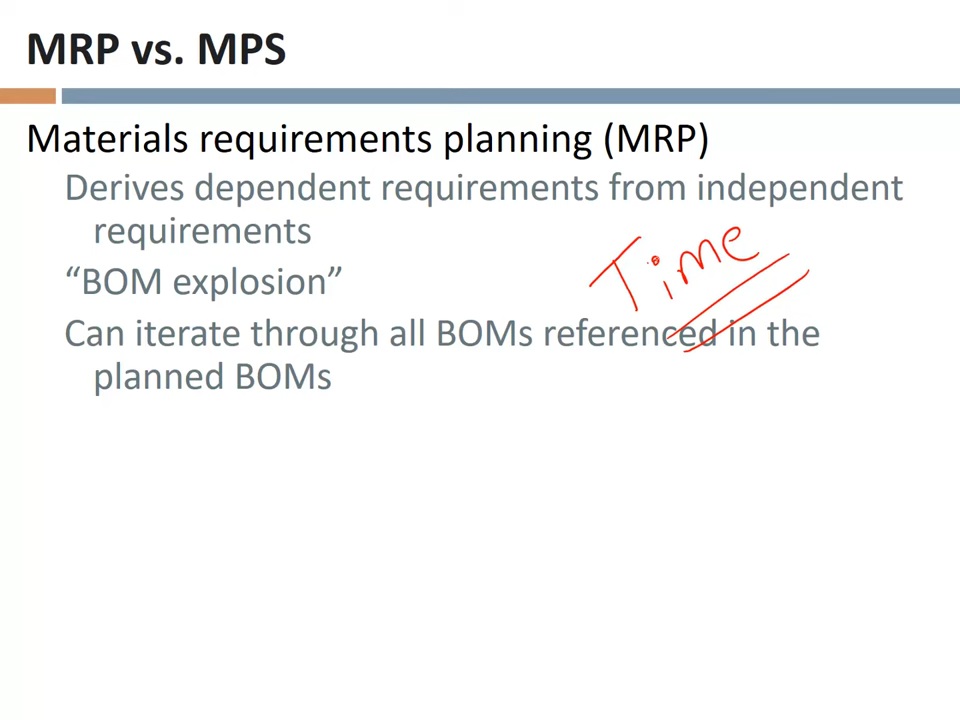 MRP vs. MPS
Materials requirements planning (MRP)
Derives dependent requirements from independent
requirements
Time
“BOM explosion”
Can iterate through all BOMs referenced in the
planned BOMs